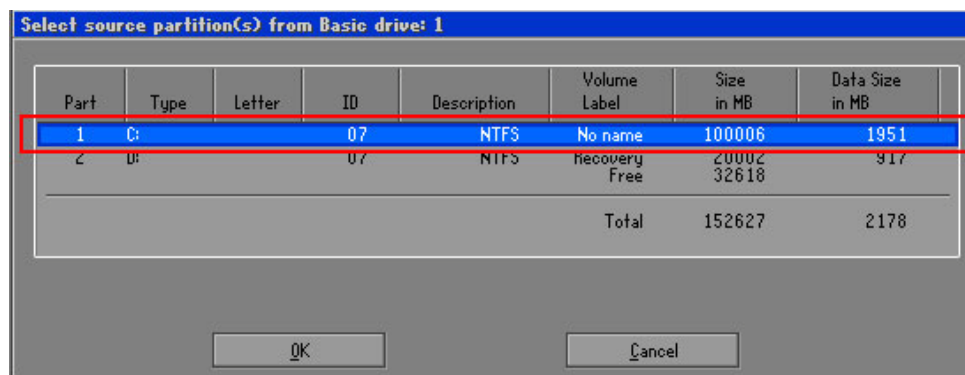 Select source partition(s) from Basic drive: 1
Part Type Letter ID Description Volume Label Size in MB Data Size in MB
1 C: 07 NTFS No name 100006 1951
2 D: 07 NTFS Recovery 20002 917
Free 32618
Total 152627 2178
OK Cancel